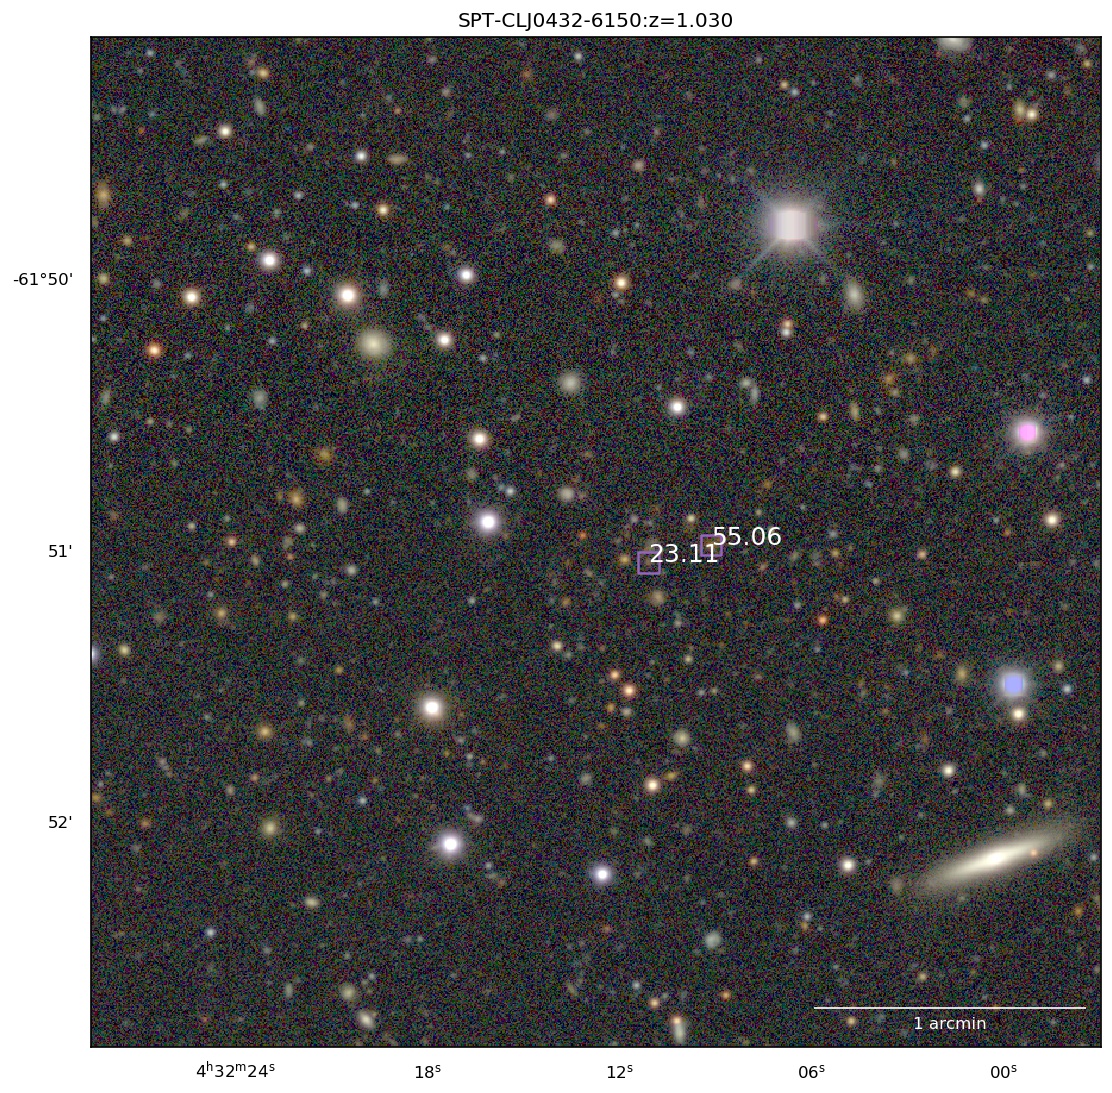 SPT-CLJ0432-6150:z=1.030
-61°50'
55.06
51'
23.11
52'
1 arcmin
4ʰ32ᵐ24ˢ 18ˢ 12ˢ 06ˢ 00ˢ